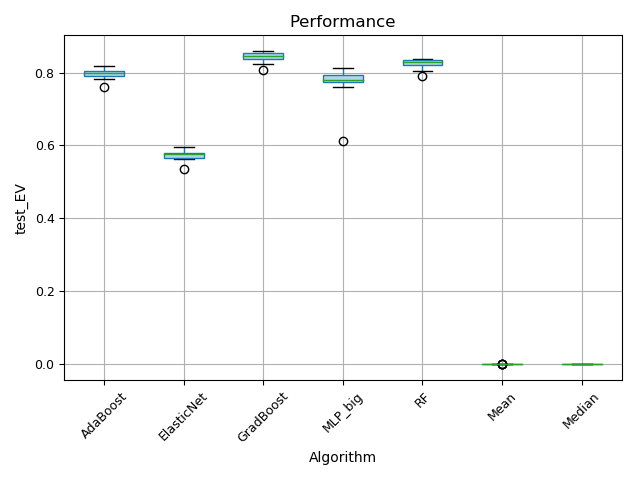 Performance
test_EV
0.8
0.6
0.4
0.2
0.0
AdaBoost
ElasticNet
GradBoost
MLP_big
RF
Mean
Median
Algorithm